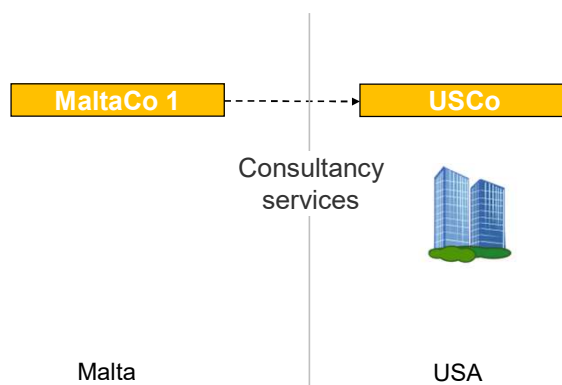 MaltaCo 1
USCo
Consultancy
services
Malta
USA